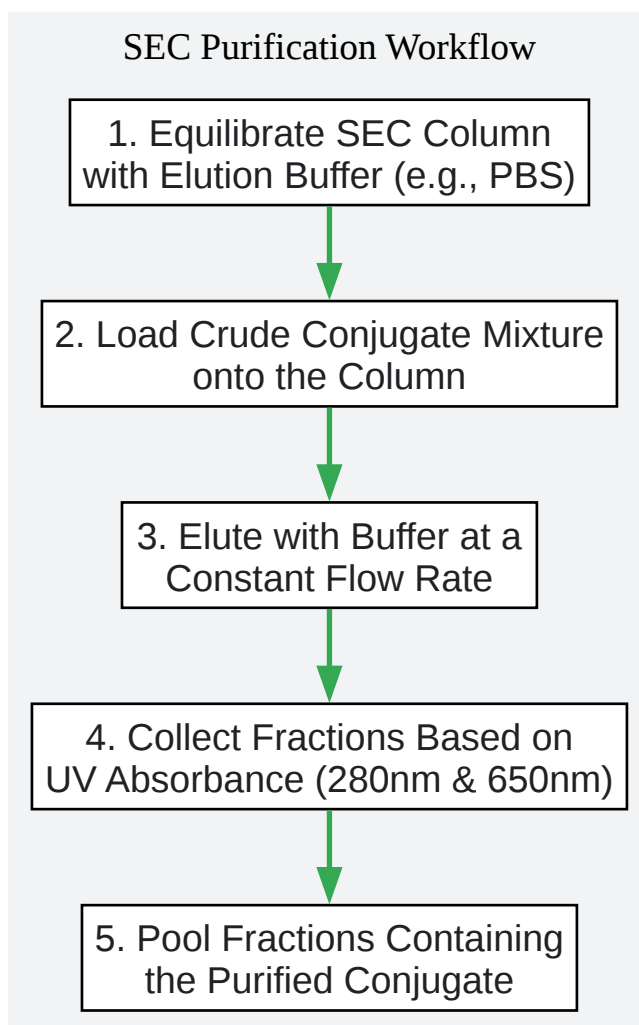 SEC Purification Workflow
1. Equilibrate SEC Column
with Elution Buffer (e.g., PBS)
2. Load Crude Conjugate Mixture
onto the Column
3. Elute with Buffer at a
Constant Flow Rate
4. Collect Fractions Based on
UV Absorbance (280nm & 650nm)
5. Pool Fractions Containing
the Purified Conjugate